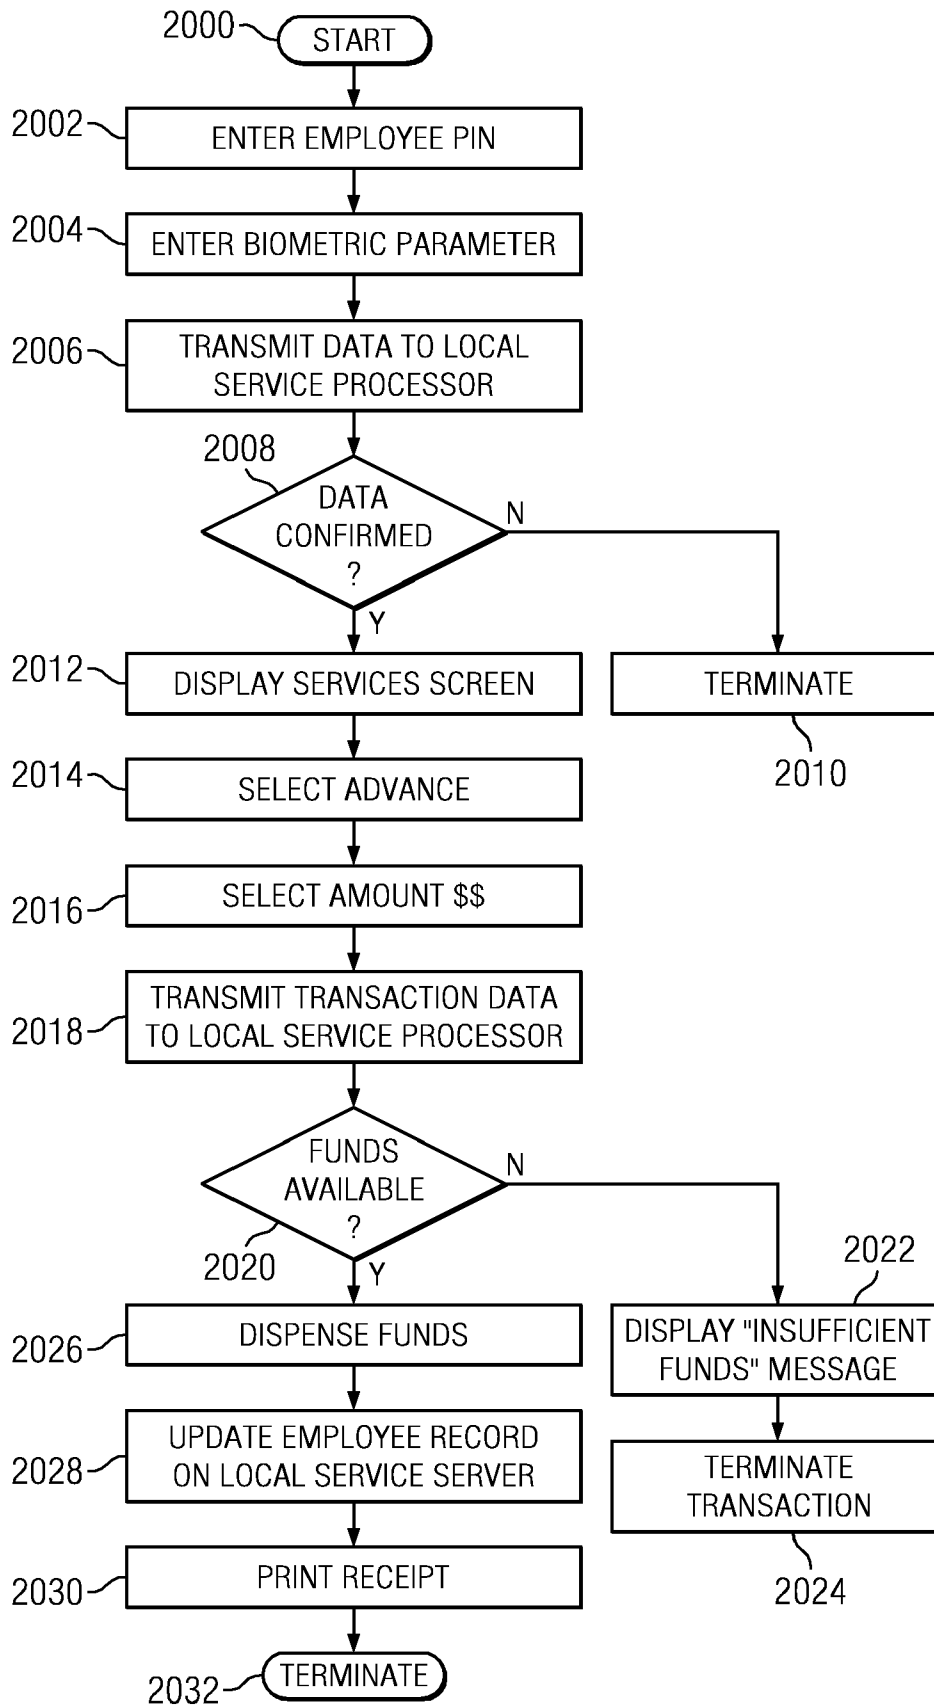 2000
START
2002
ENTER EMPLOYEE PIN
2004
ENTER BIOMETRIC PARAMETER
2006
TRANSMIT DATA TO LOCAL
SERVICE PROCESSOR
2008
DATA
CONFIRMED
?
N
Y
2012
DISPLAY SERVICES SCREEN
TERMINATE
2010
2014
SELECT ADVANCE
2016
SELECT AMOUNT $$
2018
TRANSMIT TRANSACTION DATA
TO LOCAL SERVICE PROCESSOR
FUNDS
AVAILABLE
?
N
2020
Y
2022
2026
DISPENSE FUNDS
DISPLAY "INSUFFICIENT
FUNDS" MESSAGE
2028
UPDATE EMPLOYEE RECORD
ON LOCAL SERVICE SERVER
TERMINATE
TRANSACTION
2024
2030
PRINT RECEIPT
2032
TERMINATE